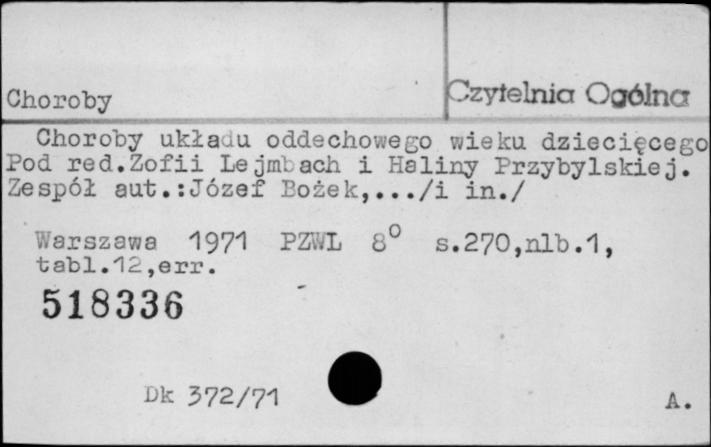 Choroby
Czytelnia Ogólna
Choroby układu oddechowego wieku dziecięcego
Pod red.Zofii Lejmbach i Haliny Przybylskiej.
Zespół aut.:Józef Bożek,.../i in./
Warszawa 1971 PZWL 8° s.270,nlb.1,
tabl.12,err.
518336
Dk 372/71
A.